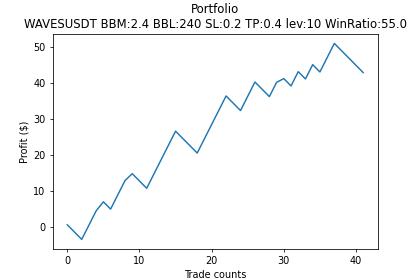 Portfolio
WAVESUSDT BBM:2.4 BBL:240 SL:0.2 TP:0.4 lev:10 WinRatio:55.0
Profit ($)
50
40
30
20
10
0
0
10
20
30
40
Trade counts